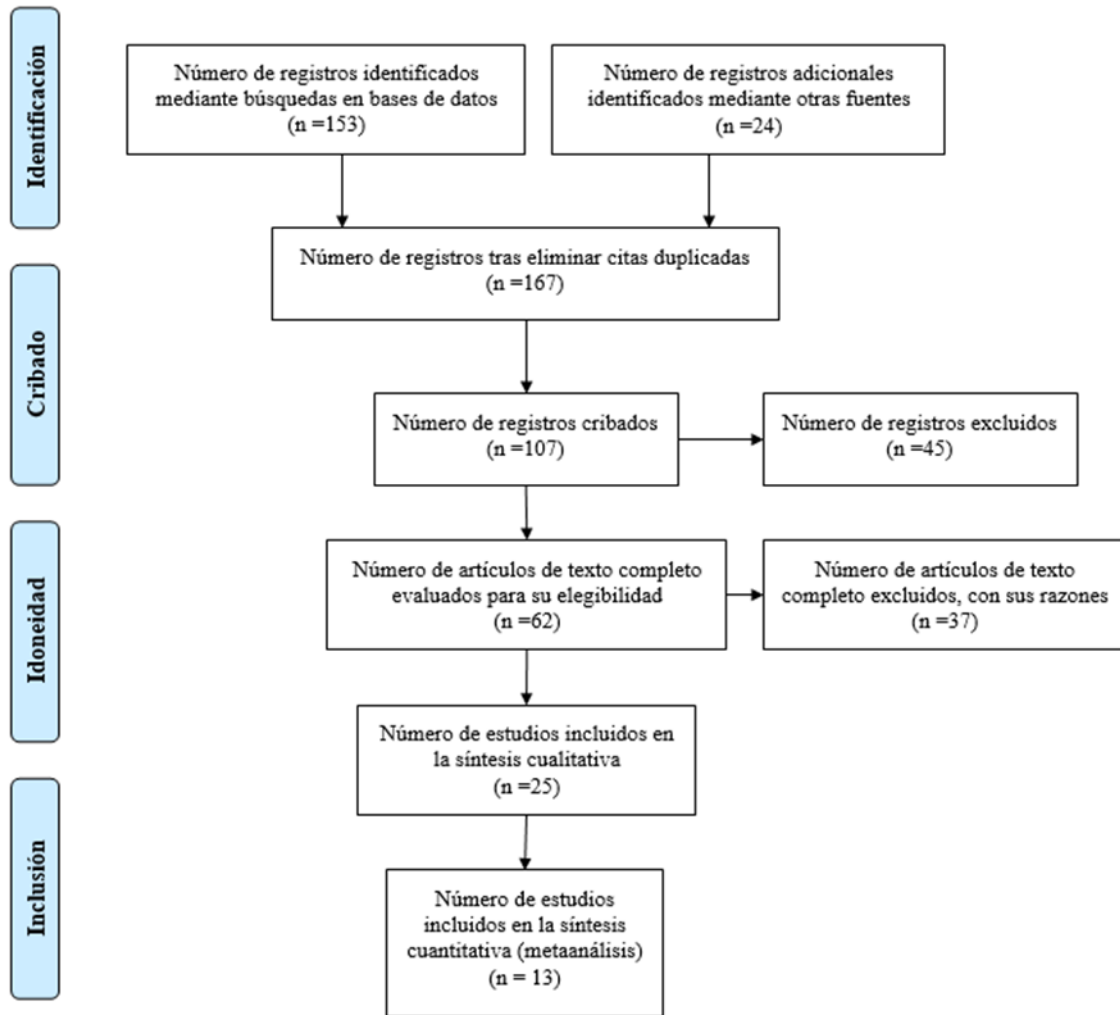 Identificación
Número de registros identificados
mediante búsquedas en bases de datos
(n =153)
Número de registros adicionales
identificados mediante otras fuentes
(n =24)
Número de registros tras eliminar citas duplicadas
(n =167)
Cribado
Número de registros cribados
(n =107)
Número de registros excluidos
(n =45)
Idoneidad
Número de artículos de texto completo
evaluados para su elegibilidad
(n =62)
Número de artículos de texto
completo excluidos, con sus razones
(n =37)
Número de estudios incluidos en
la síntesis cualitativa
(n =25)
Inclusión
Número de estudios
incluidos en la síntesis
cuantitativa (metaanálisis)
(n = 13)